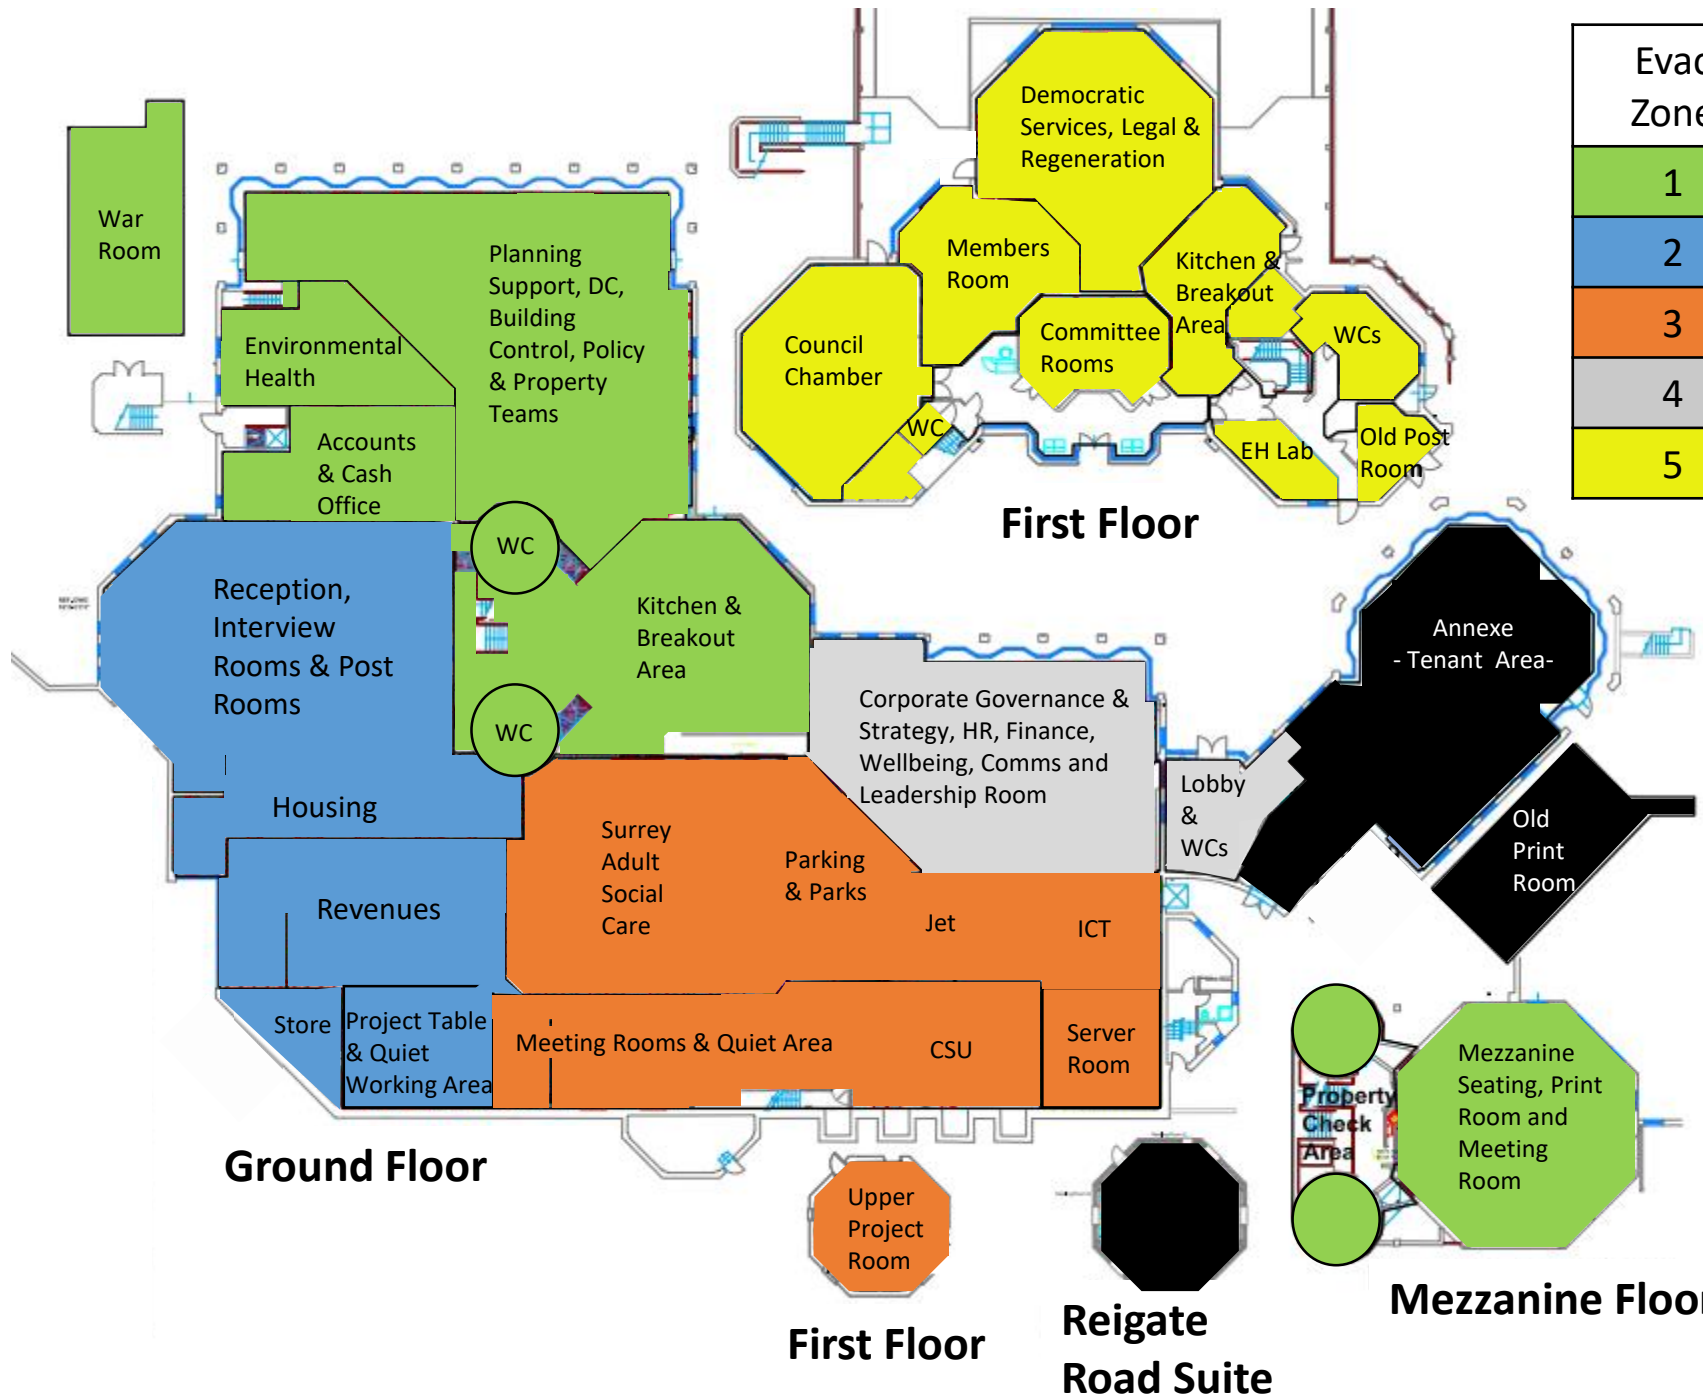 Evac
Zone
1
2
3
4
5
War
Room
Planning
Support, DC,
Building
Control, Policy
& Property
Teams
Environmental
Health
Accounts
& Cash
Office
WC
WC
Reception,
Interview
Rooms & Post
Rooms
Kitchen &
Breakout
Area
Housing
Revenues
Store
Project Table
& Quiet
Working Area
Surrey
Adult
Social
Care
Parking
& Parks
Jet
ICT
Meeting Rooms & Quiet Area
CSU
Server
Room
Corporate Governance &
Strategy, HR, Finance,
Wellbeing, Comms and
Leadership Room
Lobby
&
WCs
Annexe
- Tenant Area-
Old
Print
Room
Ground Floor
Democratic
Services, Legal &
Regeneration
Members
Room
Kitchen &
Breakout
Area
Council
Chamber
Committee
Rooms
WCs
WC
EH Lab
Old Post
Room
First Floor
Upper
Project
Room
First Floor
Reigate
Road Suite
Property
Check
Area
Mezzanine
Seating, Print
Room and
Meeting
Room
Mezzanine Floor